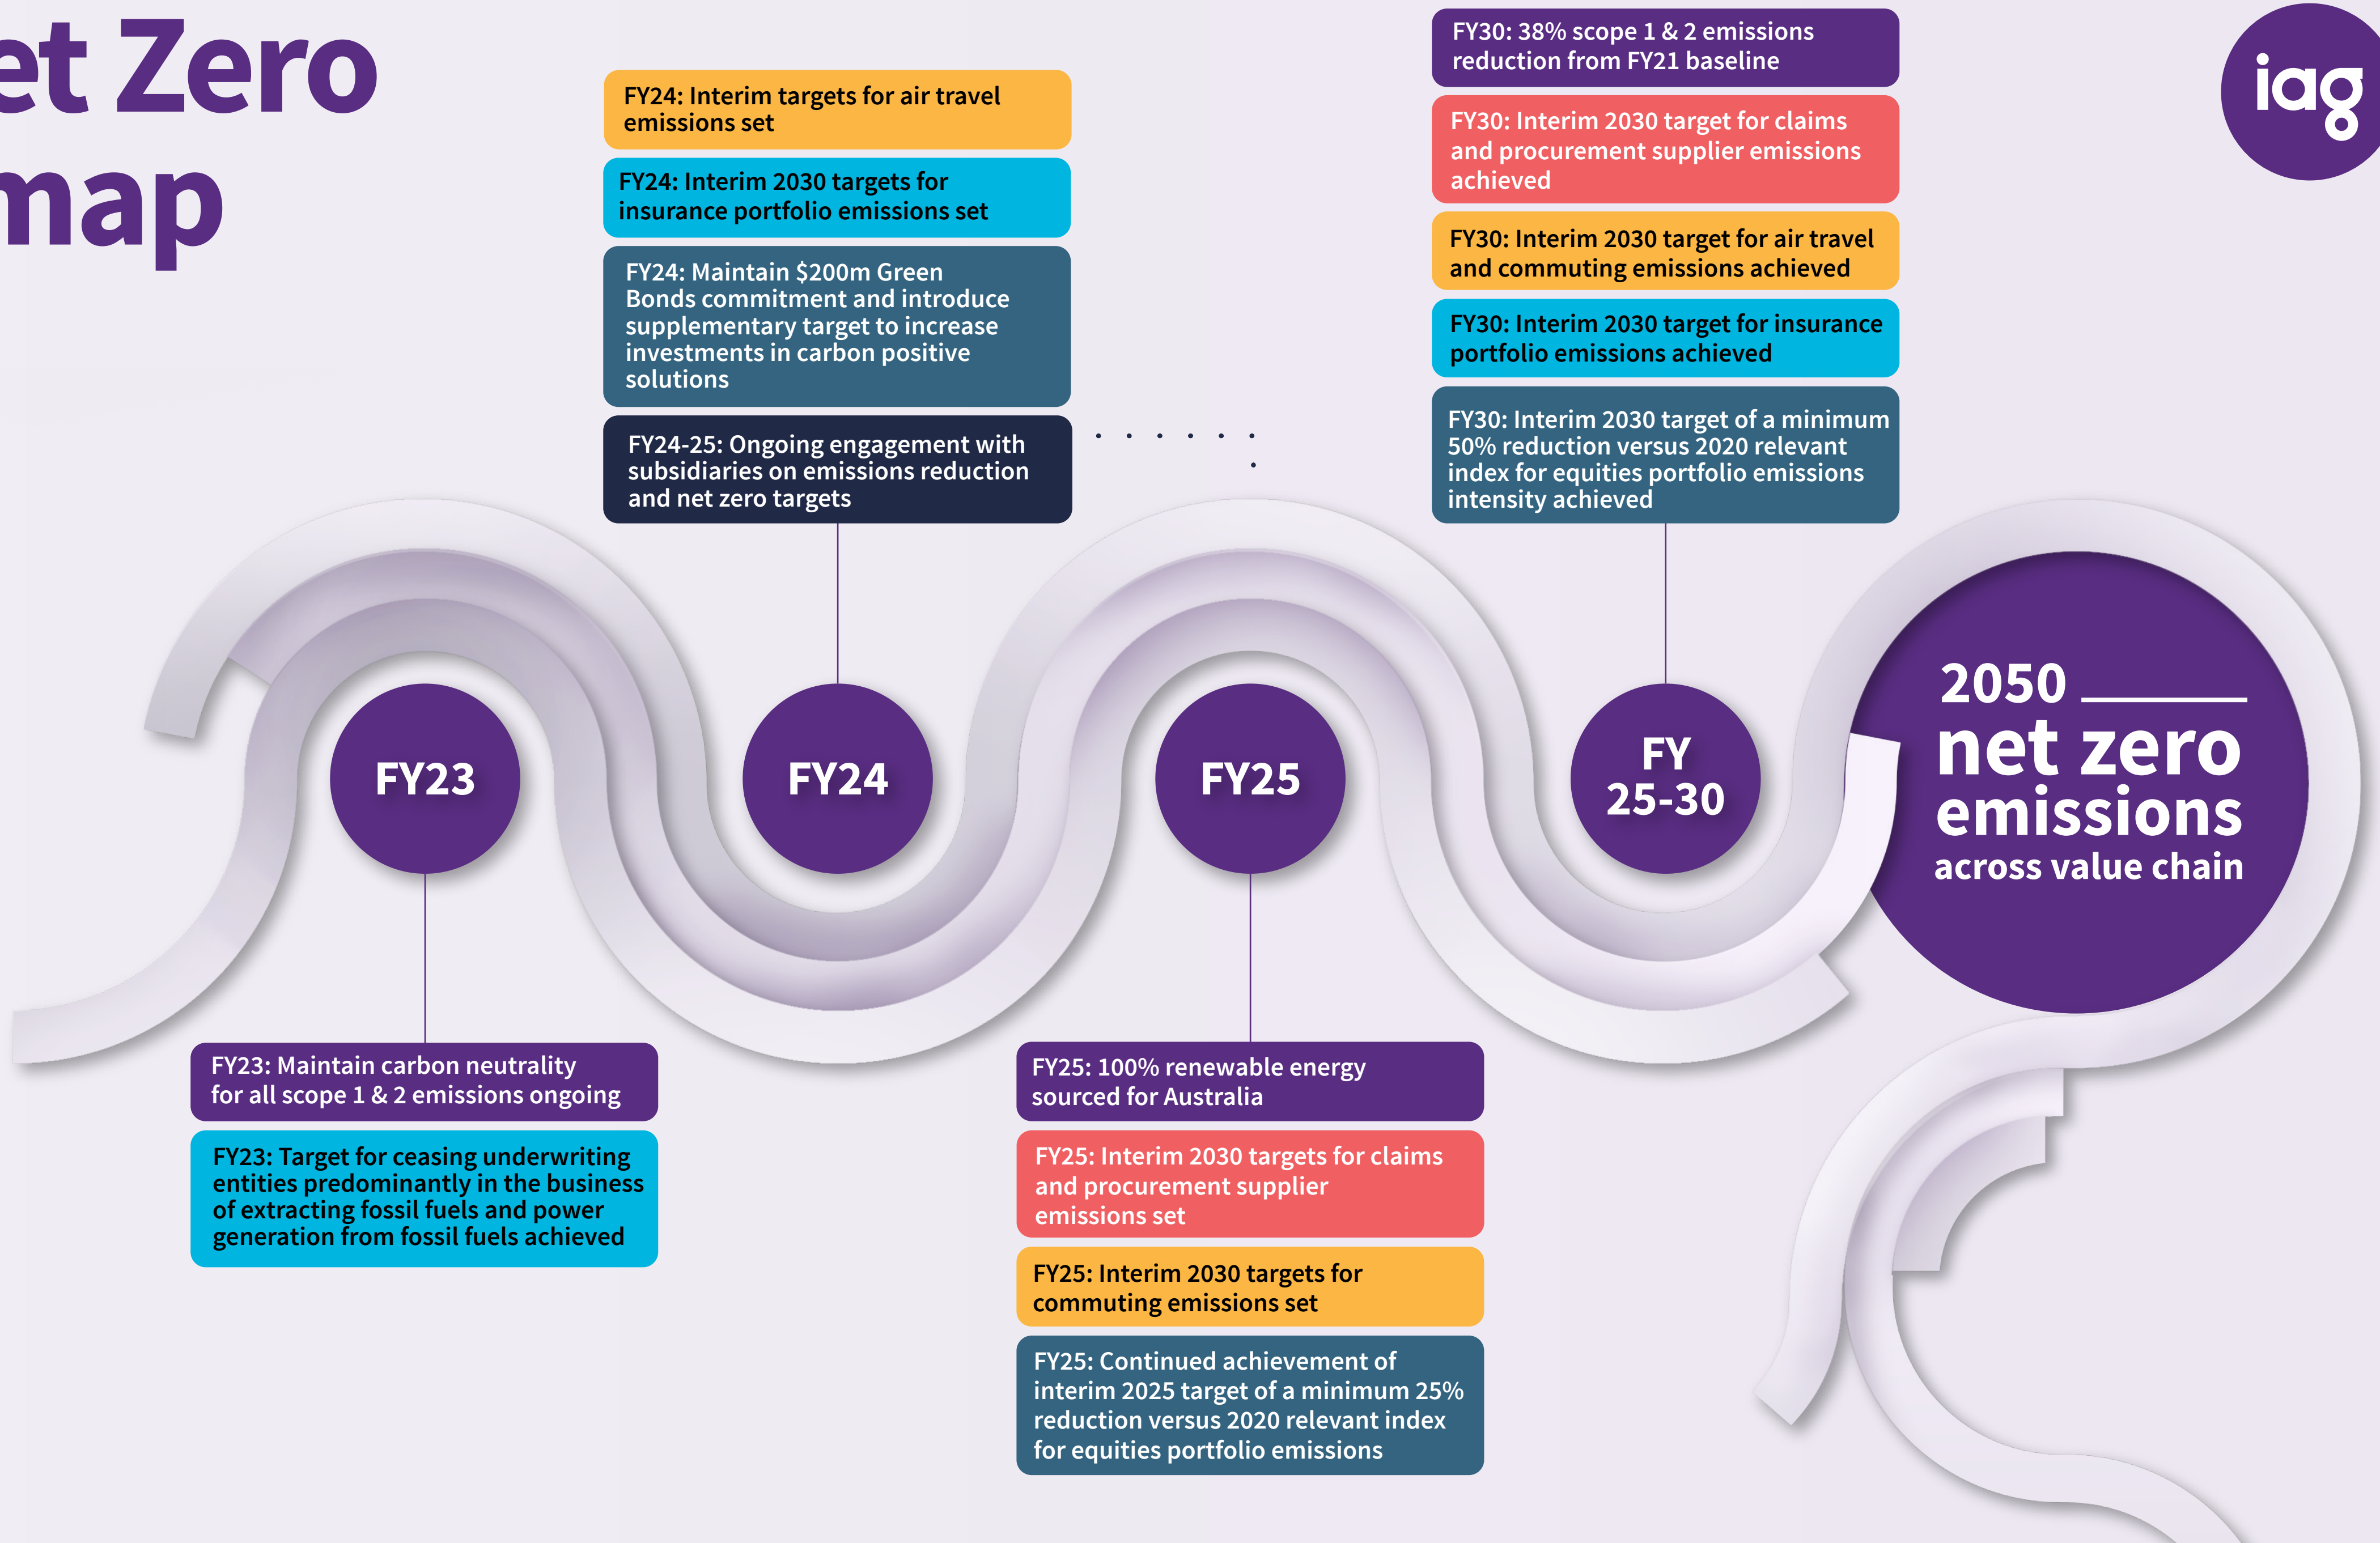 et Zero
map
iag
FY24: Interim targets for air travel
emissions set
FY24: Interim 2030 targets for
insurance portfolio emissions set
FY24: Maintain $200m Green
Bonds commitment and introduce
supplementary target to increase
investments in carbon positive
solutions
FY24-25: Ongoing engagement with
subsidiaries on emissions reduction
and net zero targets
FY30: 38% scope 1 & 2 emissions
reduction from FY21 baseline
FY30: Interim 2030 target for claims
and procurement supplier emissions
achieved
FY30: Interim 2030 target for air travel
and commuting emissions achieved
FY30: Interim 2030 target for insurance
portfolio emissions achieved
FY30: Interim 2030 target of a minimum
50% reduction versus 2020 relevant
index for equities portfolio emissions
intensity achieved
FY23
FY24
FY25
FY
25-30
2050
net zero
emissions
across value chain
FY23: Maintain carbon neutrality
for all scope 1 & 2 emissions ongoing
FY23: Target for ceasing underwriting
entities predominantly in the business
of extracting fossil fuels and power
generation from fossil fuels achieved
FY25: 100% renewable energy
sourced for Australia
FY25: Interim 2030 targets for claims
and procurement supplier
emissions set
FY25: Interim 2030 targets for
commuting emissions set
FY25: Continued achievement of
interim 2025 target of a minimum 25%
reduction versus 2020 relevant index
for equities portfolio emissions